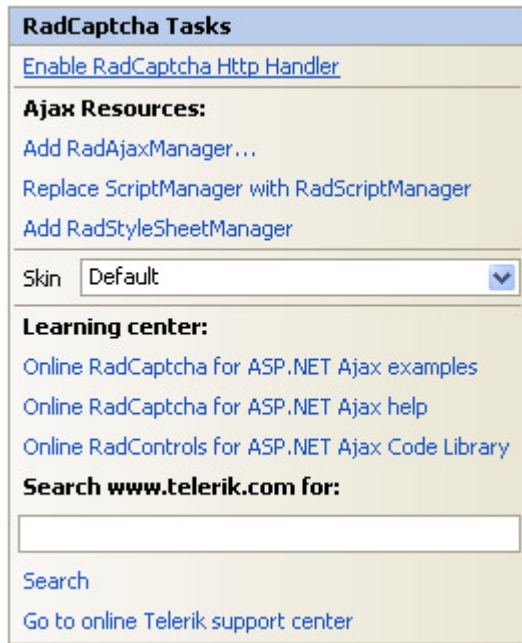 RadCaptcha Tasks
Enable RadCaptcha Http Handler
Ajax Resources:
Add RadAjaxManager...
Replace ScriptManager with RadScriptManager
Add RadStyleSheetManager
Skin Default
Learning center:
Online RadCaptcha for ASP.NET Ajax examples
Online RadCaptcha for ASP.NET Ajax help
Online RadControls for ASP.NET Ajax Code Library
Search www.telerik.com for:
Search
Go to online Telerik support center